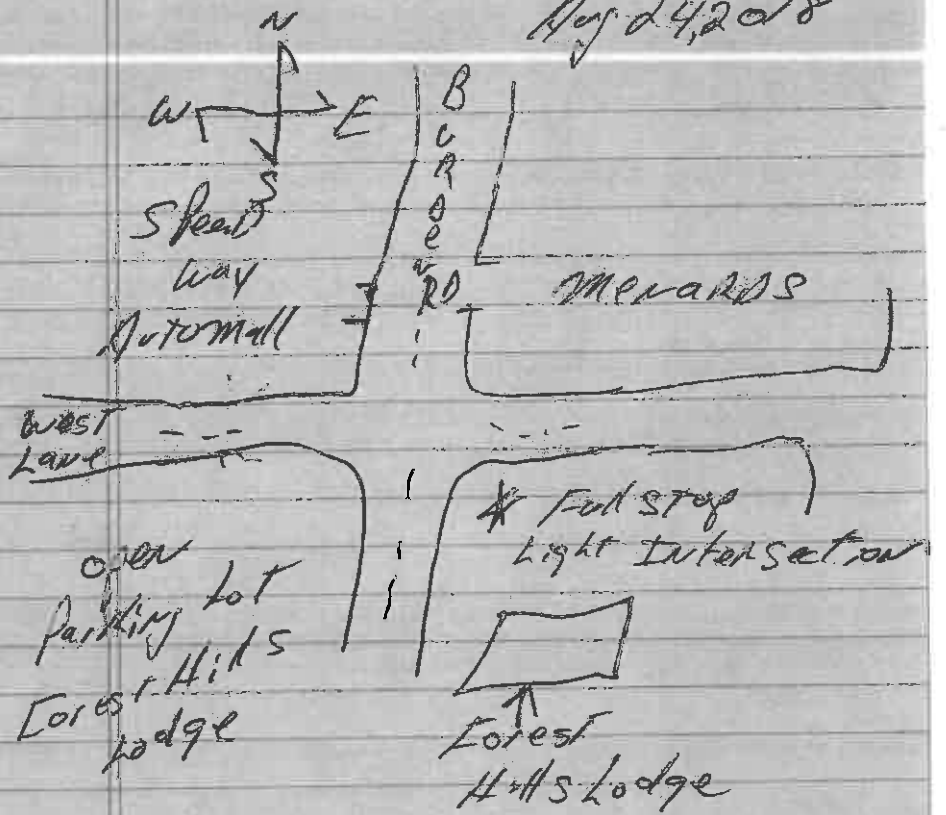 Aug 24, 2018
N
W E
S
BURDEN
RD
Speed
way
Automall
MENARDS
West
Lane
* Full stop
Light Intersection
open
Parking Lot
Forest Hills
Lodge
Forest
Hills Lodge